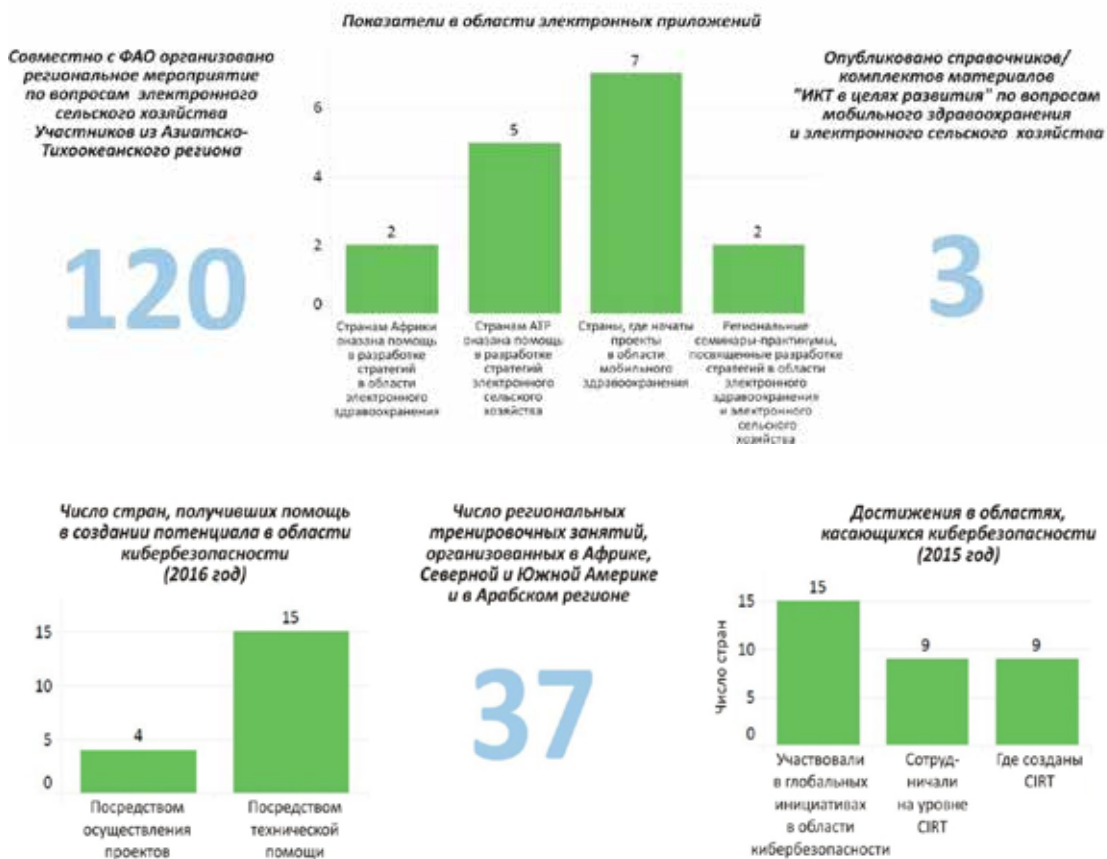 Показатели в области электронных приложений
Совместно с ФАО организовано
региональное мероприятие
по вопросам электронного
сельского хозяйства
Участников из Азиатско-
Тихоокеанского региона
120
6
4
2
0
2
5
7
2
Странам Африки
оказана помощь
в разработке
стратегий
в области
электронного
здравоохранения
Странам АТР
оказана помощь
в разработке
стратегий
электронного
сельского
хозяйства
Страны, где начаты
проекты
в области
мобильного
здравоохранения
Региональные
семинары-практикумы,
посвященные разработке
стратегий в области
электронного
здравоохранения
и электронного
сельского
хозяйства
Опубликовано справочников/
комплектов материалов
"ИКТ в целях развития" по вопросам
мобильного здравоохранения
и электронного сельского хозяйства
3
Число стран, получивших помощь
в создании потенциала в области
кибербезопасности
(2016 год)
15
10
5
0
4
15
Посредством
осуществления
проектов
Посредством
технической
помощи
Число региональных
тренировочных занятий,
организованных в Африке,
Северной и Южной Америке
и в Арабском регионе
37
Достижения в областях,
касающихся кибербезопасности
(2015 год)
Число стран
15
10
5
0
15
9
9
Участвовали
в глобальных
инициативах
в области
кибербезопасности
Сотруд-
ничали
на уровне
CIRT
Где созданы
CIRT